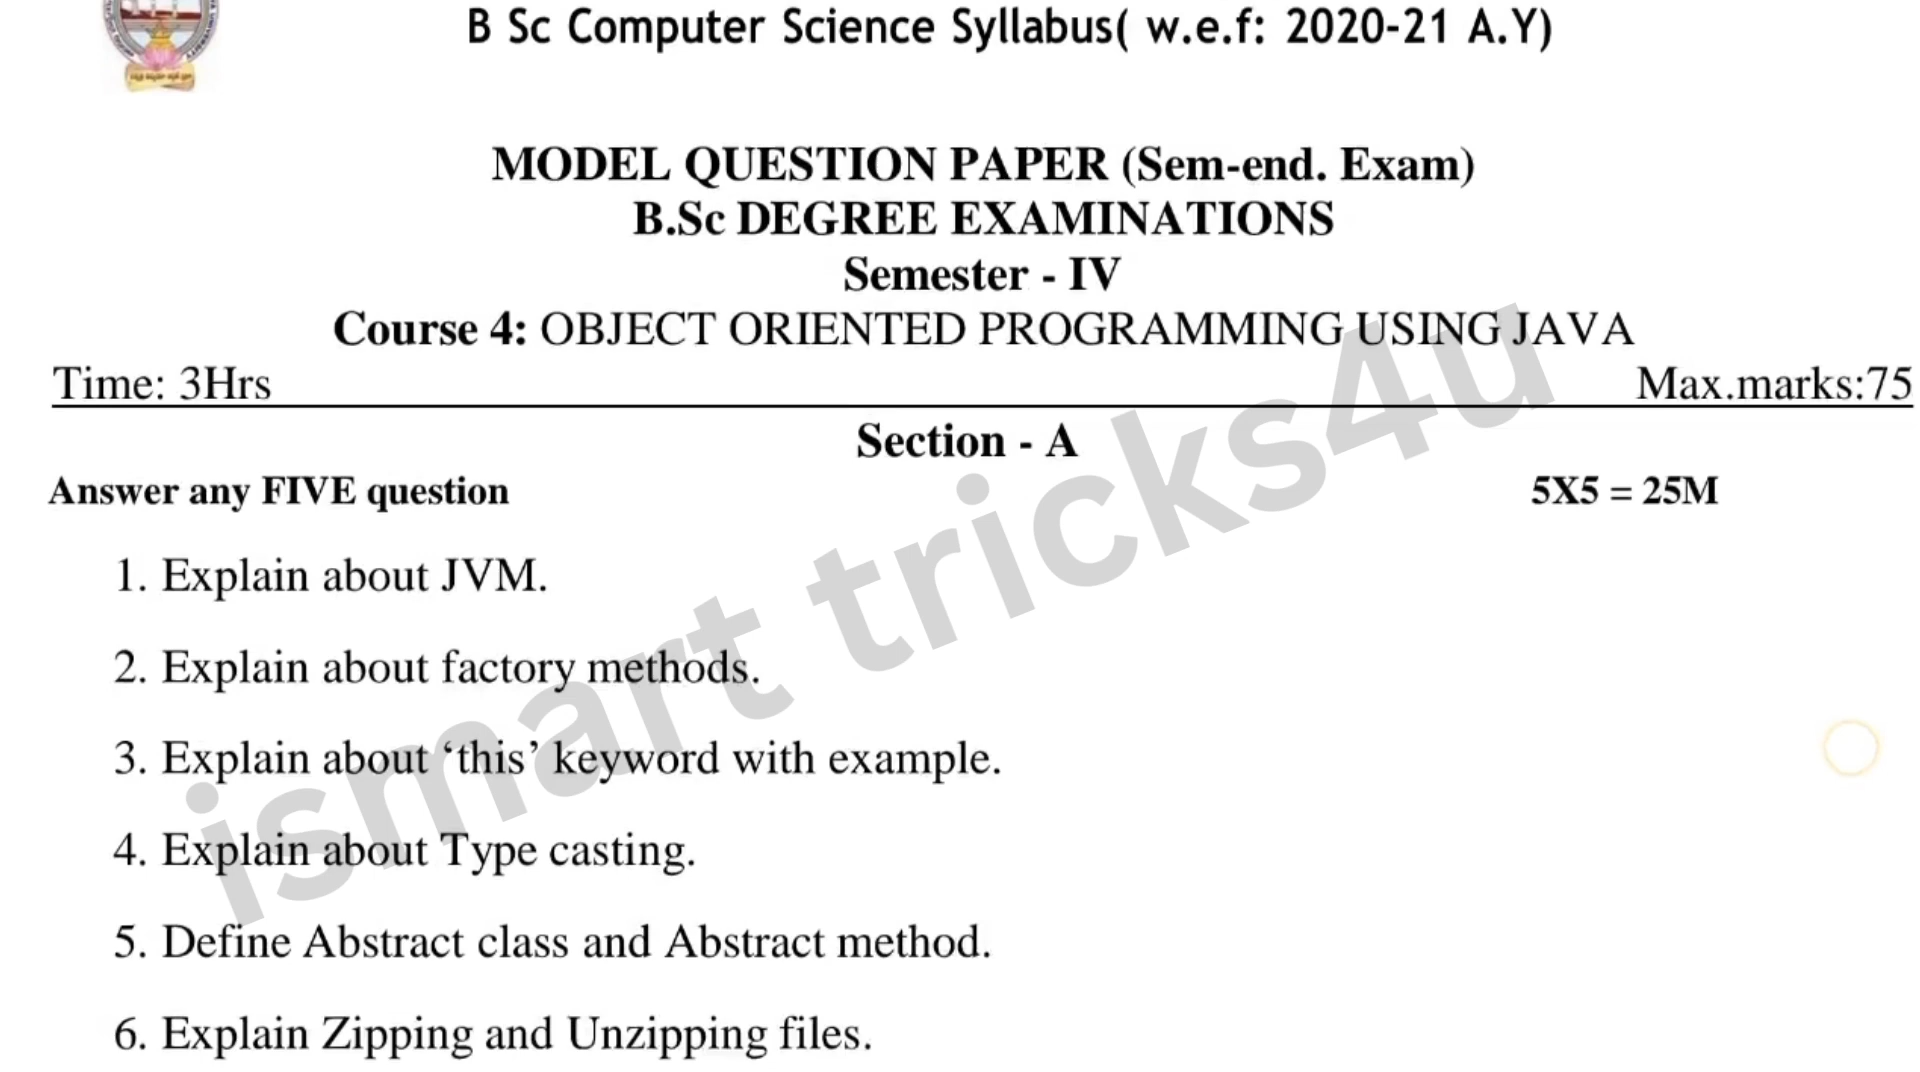 B Sc Computer Science Syllabus( w.e.f: 2020-21 A.Y)
MODEL QUESTION PAPER (Sem-end. Exam)
B.Sc DEGREE EXAMINATIONS
Semester - IV
Course 4: OBJECT ORIENTED PROGRAMMING USING JAVA
Time: 3Hrs Max.marks:75
Section - A
Answer any FIVE question 5X5 = 25M
1. Explain about JVM.
2. Explain about factory methods.
3. Explain about ‘this’ keyword with example.
4. Explain about Type casting.
5. Define Abstract class and Abstract method.
6. Explain Zipping and Unzipping files.
ismart tricks4u